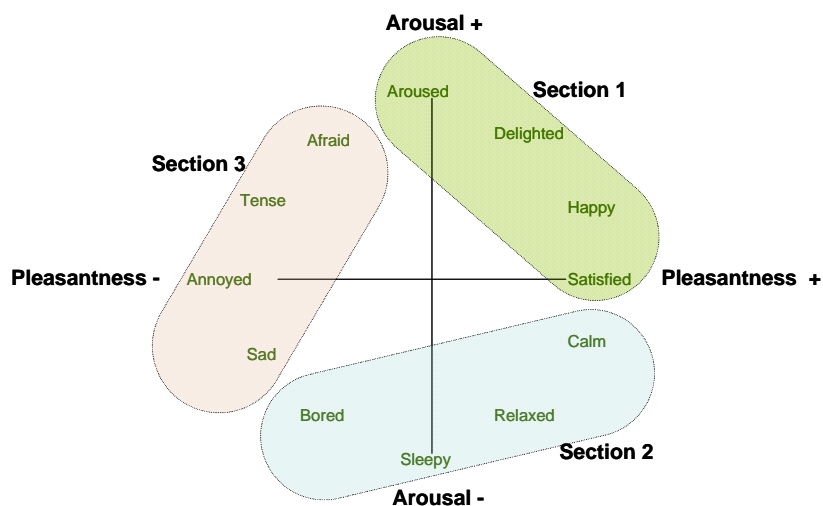 Arousal +
Aroused
Section 1
Delighted
Afraid
Section 3
Tense
Happy
Pleasantness -
Annoyed
Satisfied
Pleasantness +
Calm
Sad
Bored
Relaxed
Section 2
Sleepy
Arousal -